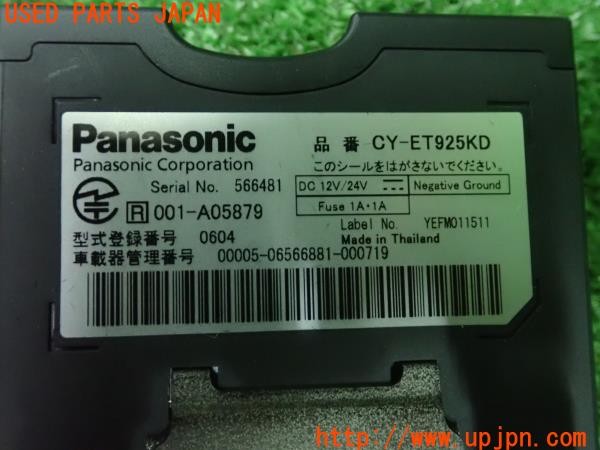 USED PARTS JAPAN
Panasonic 品番 CY-ET925KD
Panasonic Corporation このシールをはがさないでください。
Serial No. 566481 DC 12V/24V Negative Ground
R 001-A05879 Fuse 1A・1A
Label No. YEFM011511
型式登録番号 0604 Made in Thailand
車載器管理番号 00005-06566881-000719
http://www.upjpn.com/